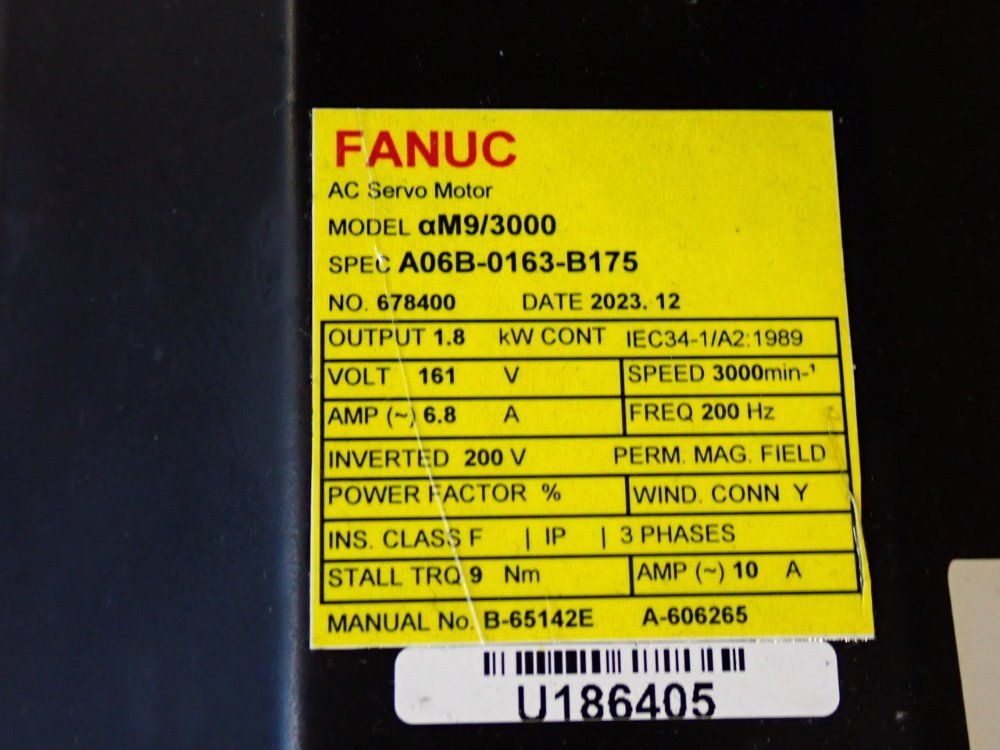 FANUC
AC Servo Motor
MODEL αM9/3000
SPEC A06B-0163-B175
NO. 678400 DATE 2023. 12
OUTPUT 1.8 kW CONT IEC34-1/A2:1989
VOLT 161 V SPEED 3000min-¹
AMP (~) 6.8 A FREQ 200 Hz
INVERTED 200 V PERM. MAG. FIELD
POWER FACTOR % WIND. CONN Y
INS. CLASS F | IP | 3 PHASES
STALL TRQ 9 Nm AMP (~) 10 A
MANUAL No. B-65142E A-606265
U186405